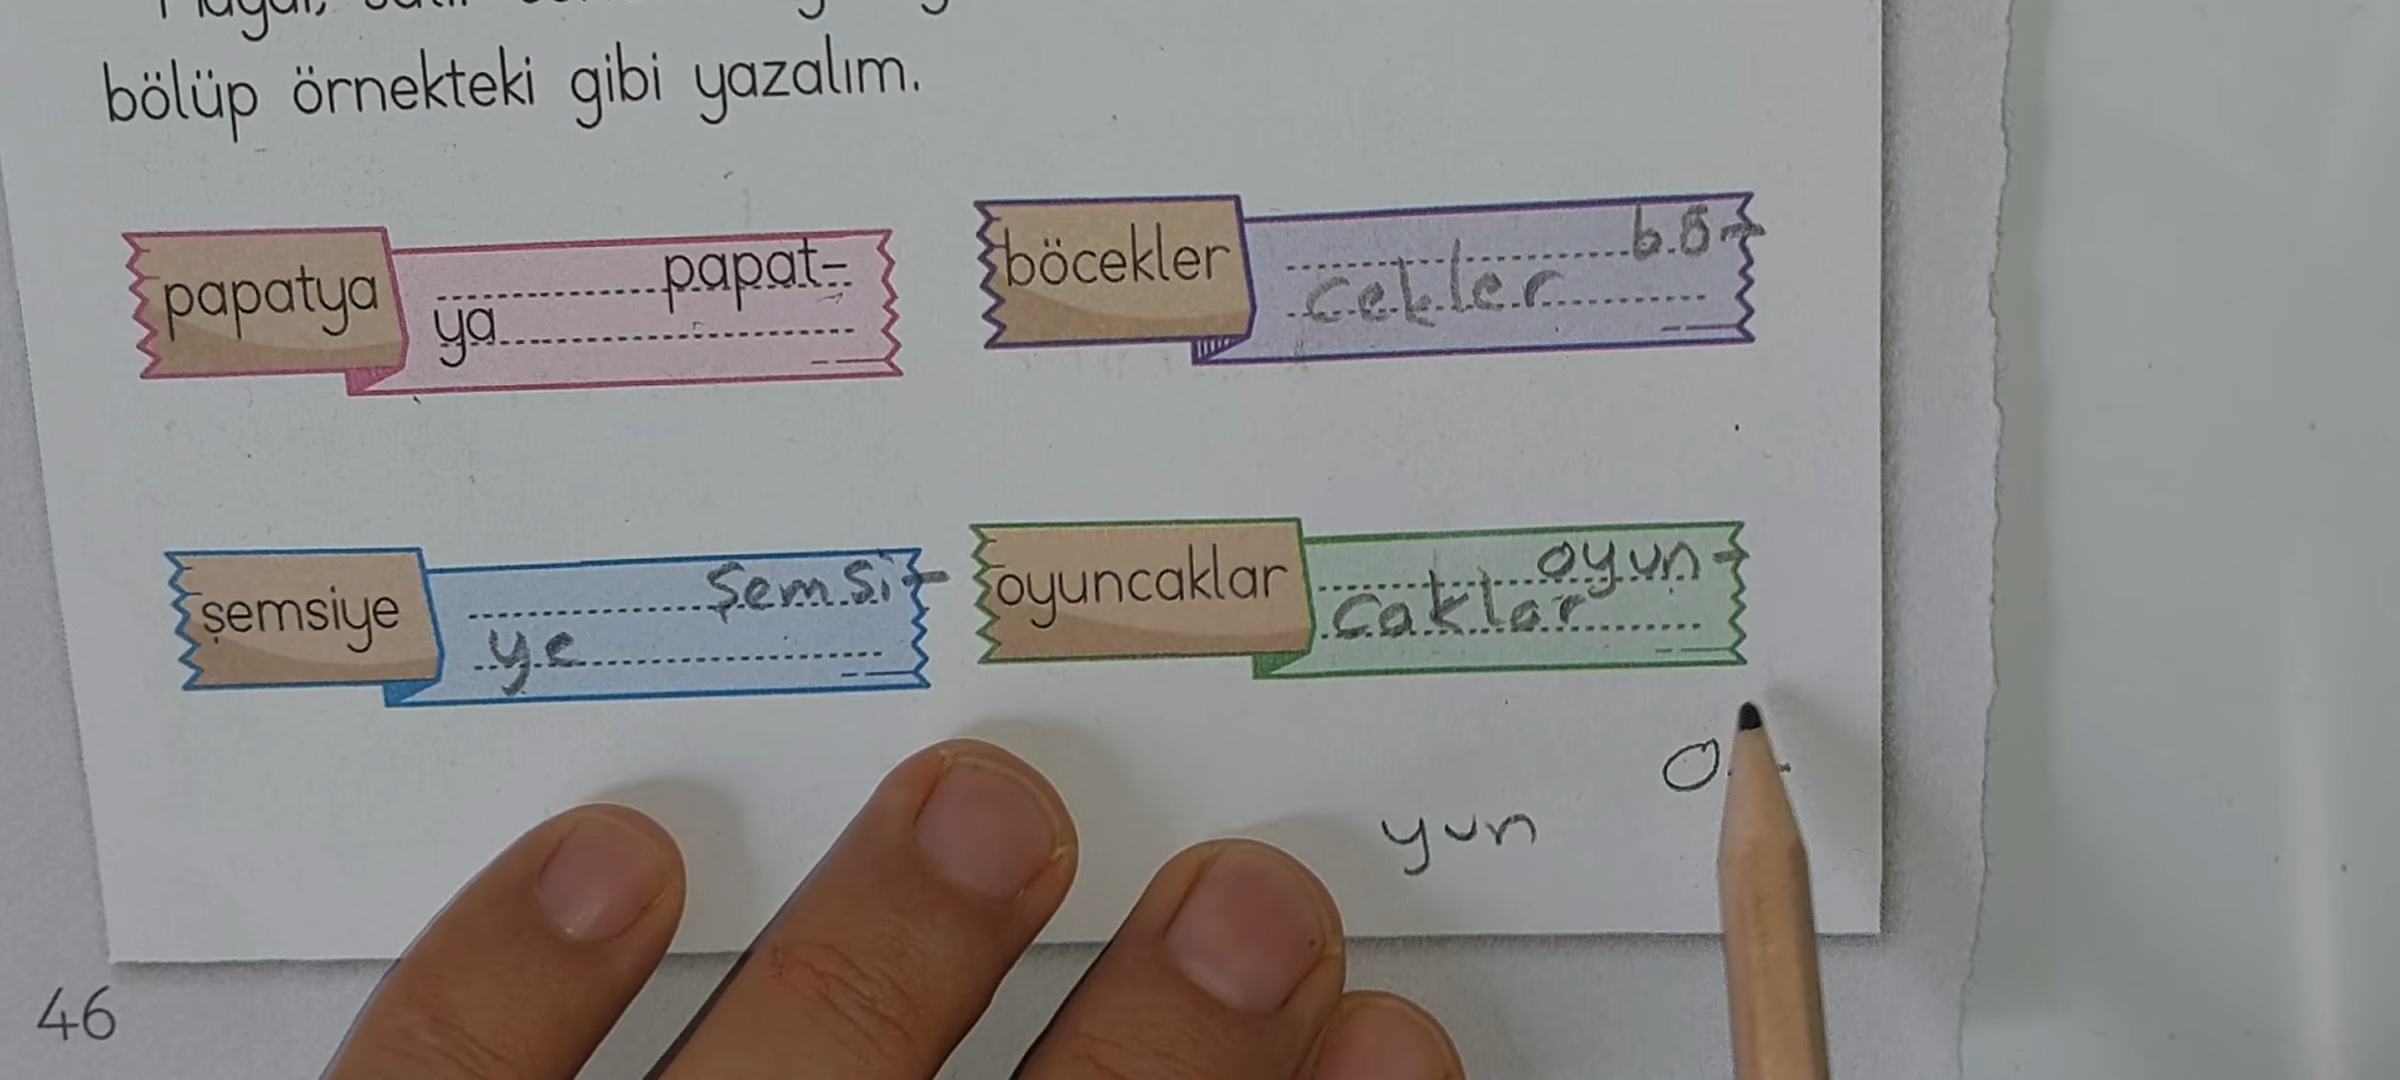 bölüp örnekteki gibi yazalım.
papatya
papat-
ya
böcekler
bö-
cekler
şemsiye
şemsi-
ye
oyuncaklar
oyun-
caklar
o
yun
46